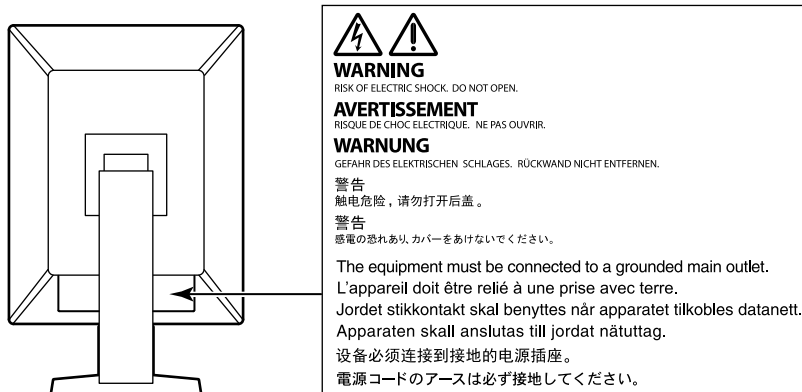 WARNING
RISK OF ELECTRIC SHOCK. DO NOT OPEN.
AVERTISSEMENT
RISQUE DE CHOC ELECTRIQUE. NE PAS OUVRIR.
WARNUNG
GEFAHR DES ELEKTRISCHEN SCHLAGES. RÜCKWAND NICHT ENTFERNEN.
警告
触电危险，请勿打开后盖。
警告
感電の恐れあり、カバーをあけないでください。
The equipment must be connected to a grounded main outlet.
L'appareil doit être relié à une prise avec terre.
Jordet stikkontakt skal benyttes når apparatet tilkobles datanett.
Apparaten skall anslutas till jordat nätuttag.
设备必须连接到接地的电源插座。
電源コードのアースは必ず接地してください。